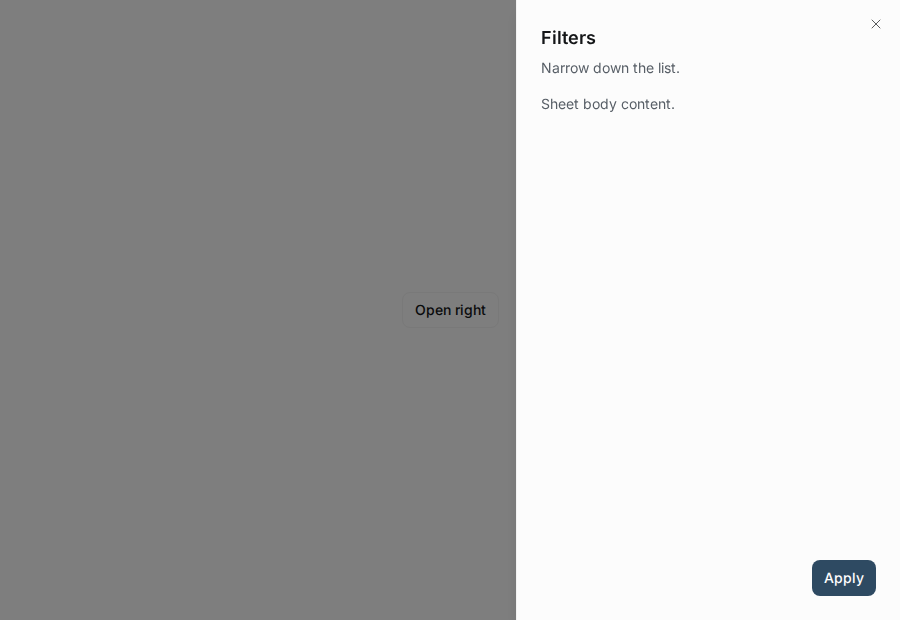 Filters
Narrow down the list.
Sheet body content.
Open right
Apply